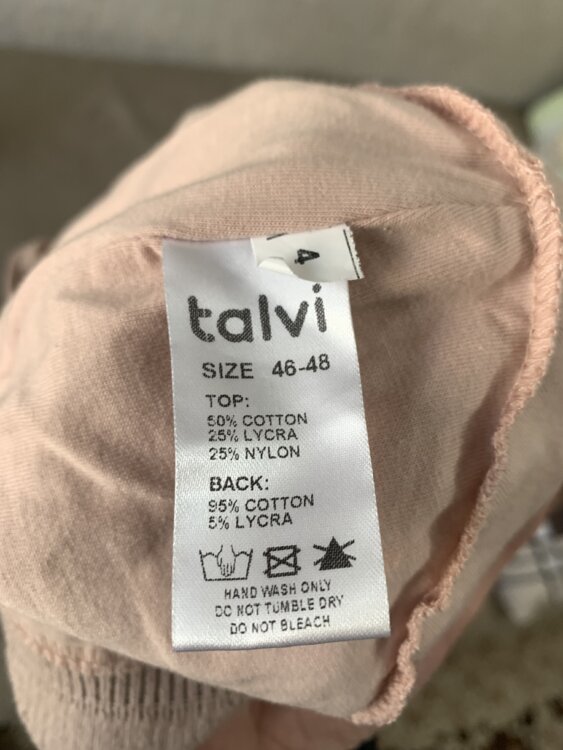 4
talvi
SIZE 46-48
TOP:
50% COTTON
25% LYCRA
25% NYLON
BACK:
95% COTTON
5% LYCRA
HAND WASH ONLY
DO NOT TUMBLE DRY
DO NOT BLEACH